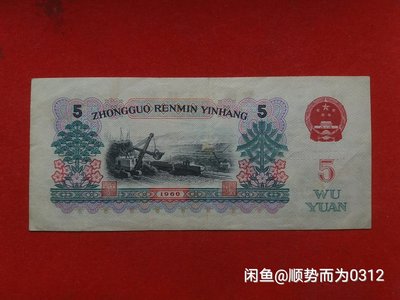 ZHONGGUO RENMIN YINHANG
5
5
5
WU
YUAN
1960
闲鱼@顺势而为0312